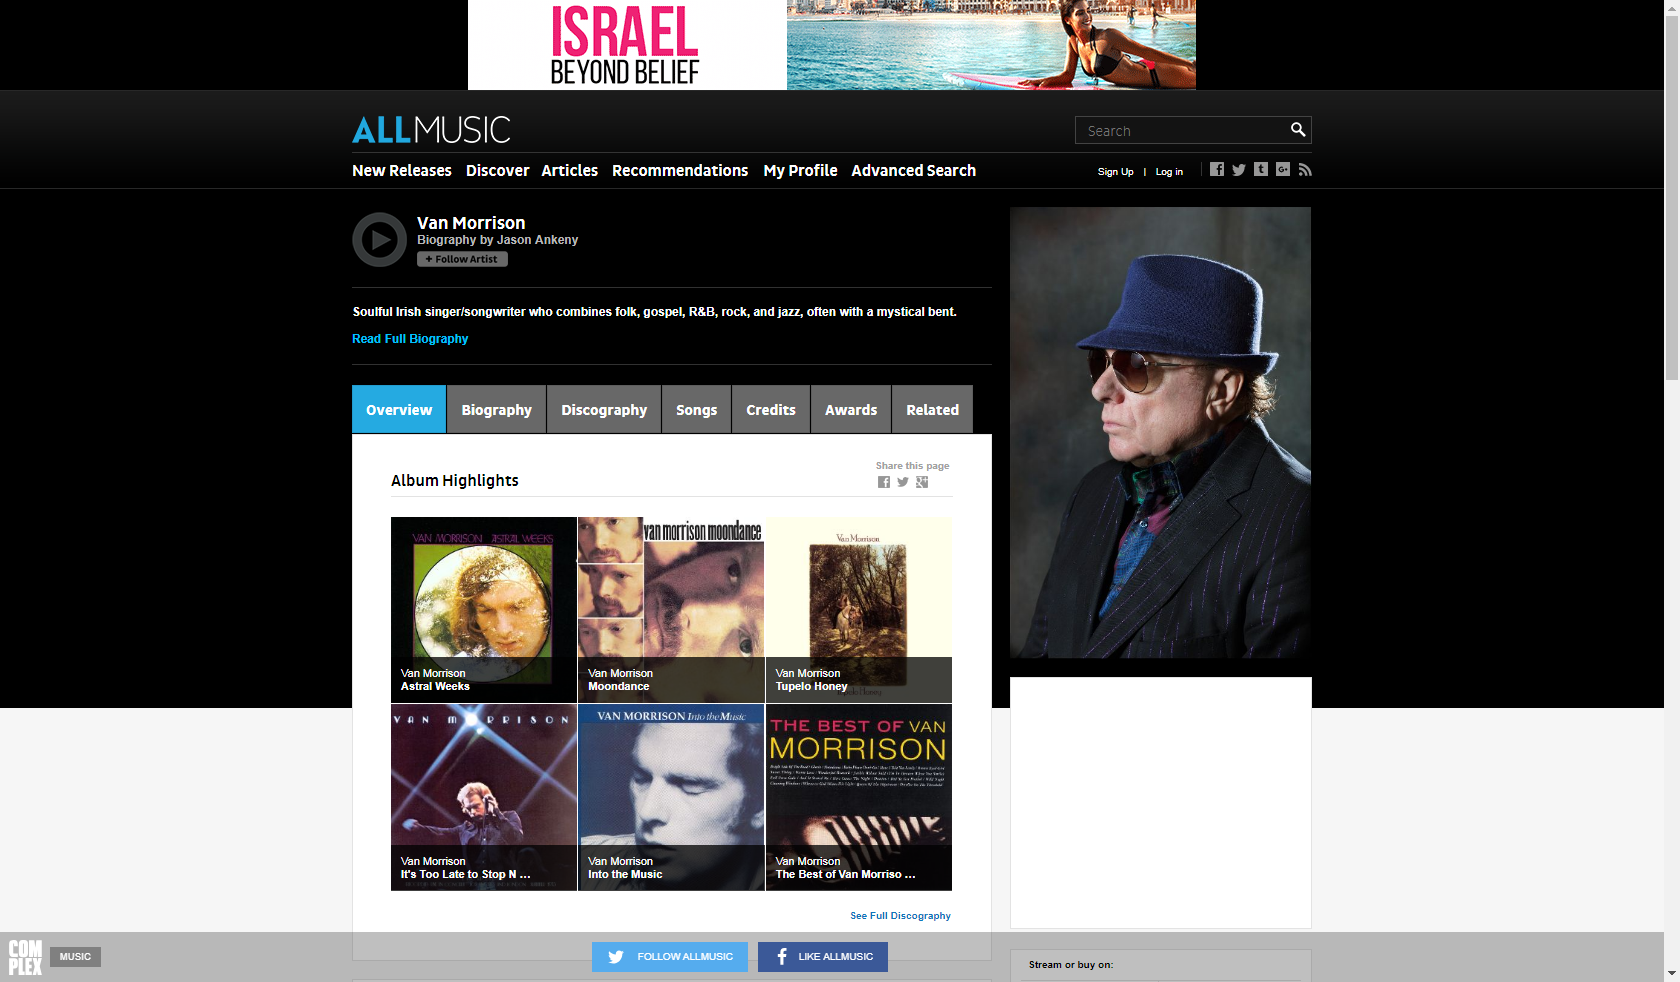 ISRAEL
BEYOND BELIEF
ALLMUSIC
Search
New Releases Discover Articles Recommendations My Profile Advanced Search
Sign Up | Log in
Van Morrison
Biography by Jason Ankeny
+ Follow Artist
Soulful Irish singer/songwriter who combines folk, gospel, R&B, rock, and jazz, often with a mystical bent.
Read Full Biography
Overview Biography Discography Songs Credits Awards Related
Share this page
Album Highlights
VAN MORRISON ASTRAL WEEKS
Van Morrison
Astral Weeks
van morrison moondance
Van Morrison
Moondance
Van Morrison
Van Morrison
Tupelo Honey
Tupelo Honey
VAN MORRISON
Van Morrison
It's Too Late to Stop N ...
VAN MORRISON Into the Music
Van Morrison
Into the Music
THE BEST OF VAN
MORRISON
Van Morrison
The Best of Van Morriso ...
See Full Discography
COM
PLEX
MUSIC
FOLLOW ALLMUSIC
LIKE ALLMUSIC
Stream or buy on: